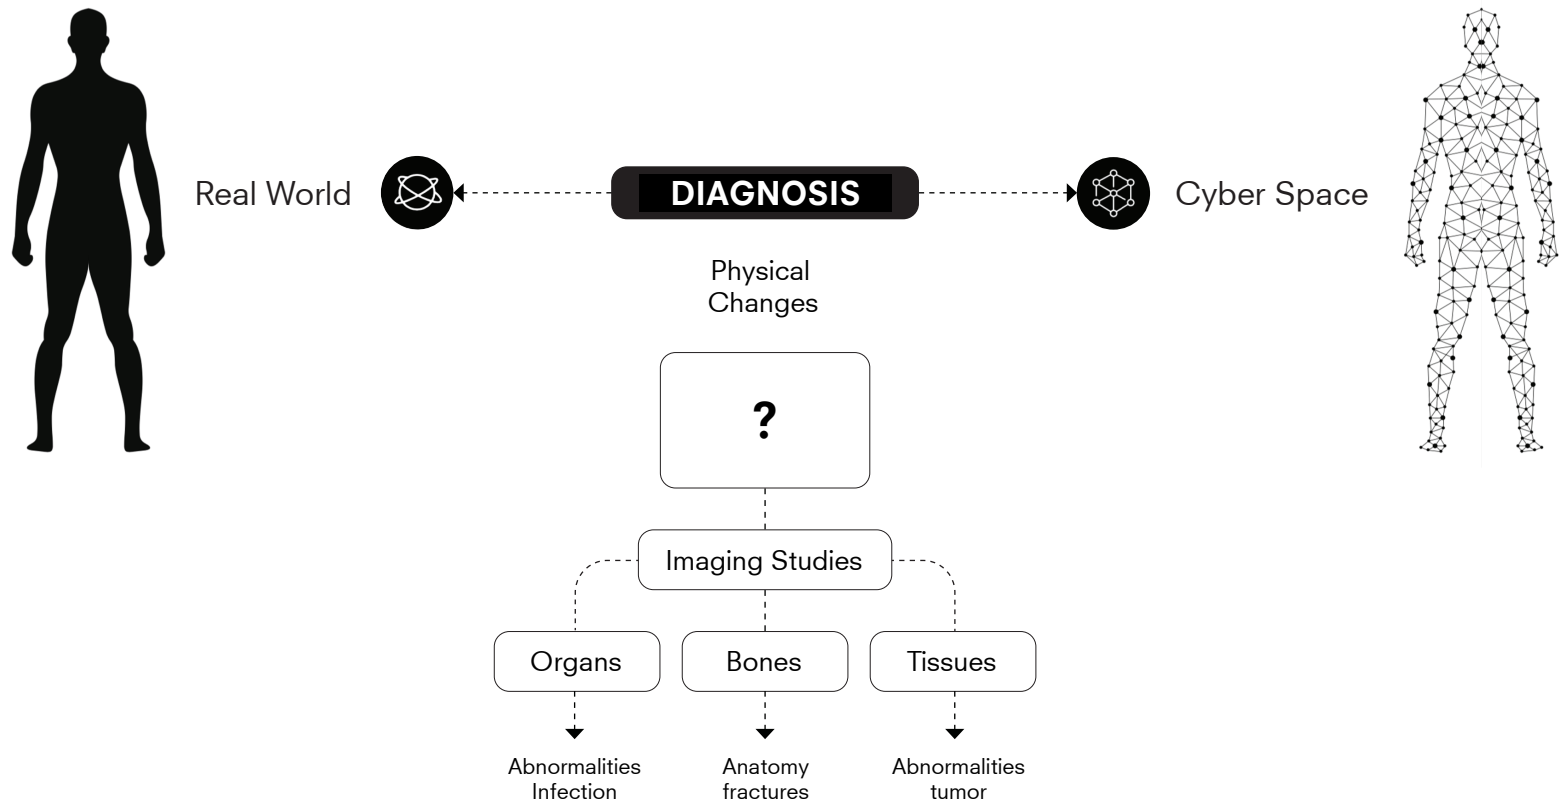 Real World
DIAGNOSIS
Cyber Space
Physical
Changes
?
Imaging Studies
Organs
Bones
Tissues
Abnormalities
Infection
Anatomy
fractures
Abnormalities
tumor